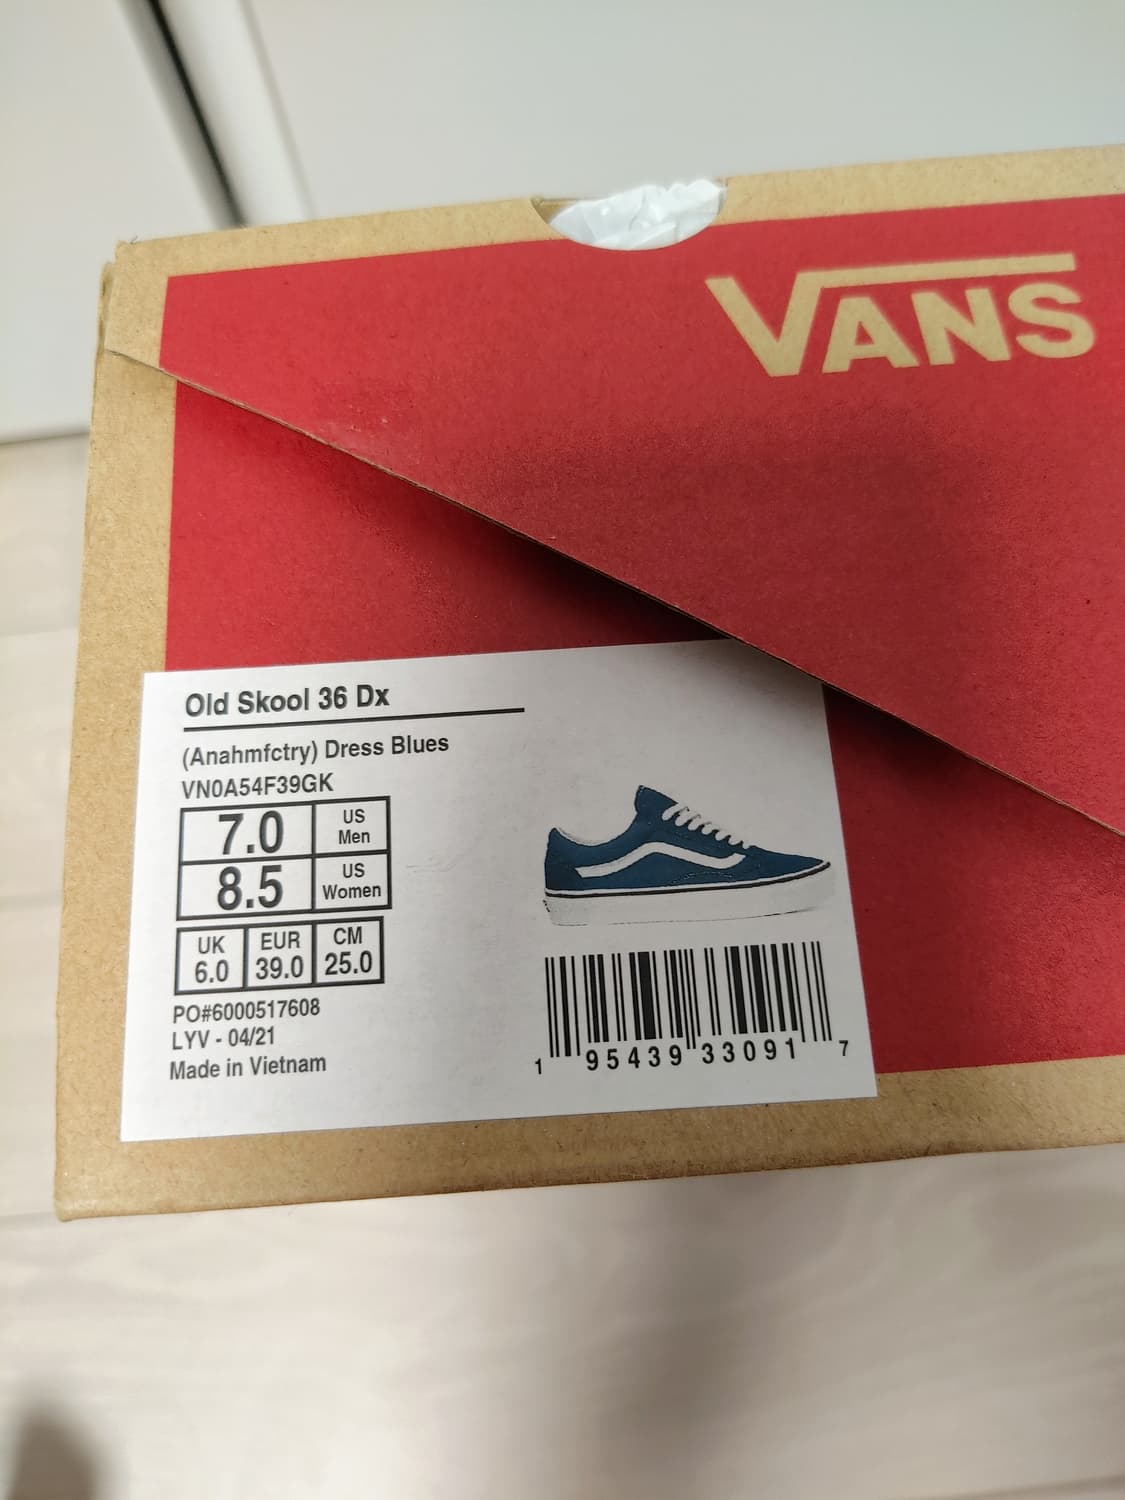 VANS
Old Skool 36 Dx
(Anahmfctry) Dress Blues
VN0A54F39GK
7.0 US Men
8.5 US Women
UK EUR CM
6.0 39.0 25.0
PO#6000517608
LYV - 04/21
Made in Vietnam
1 95439 33091 7